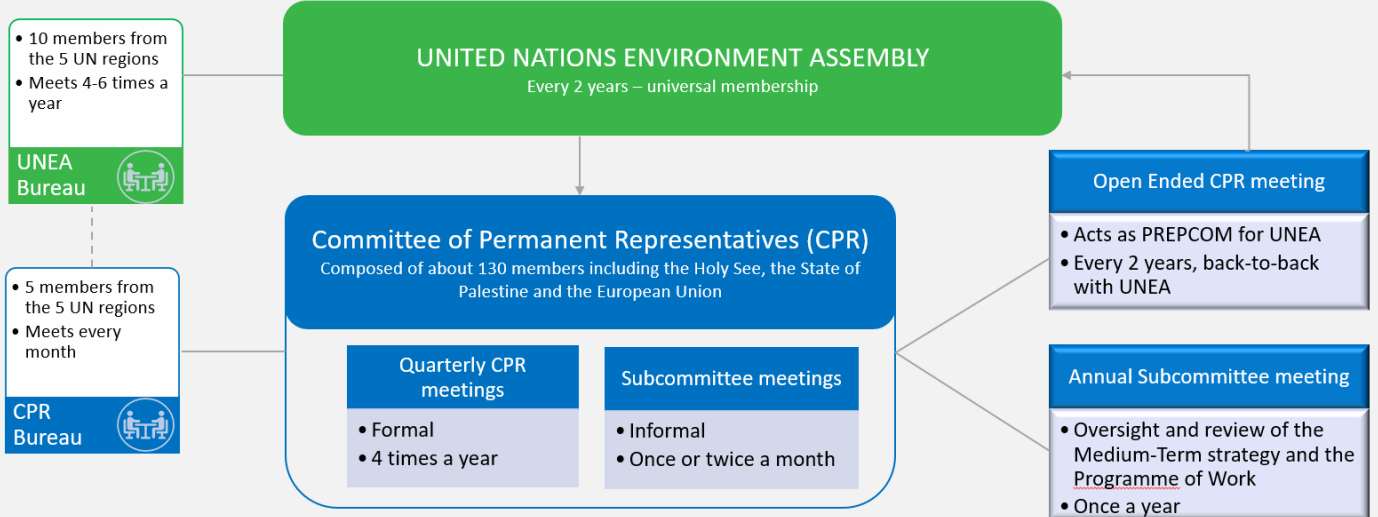 • 10 members from
the 5 UN regions
• Meets 4-6 times a
year
UNEA
Bureau
UNITED NATIONS ENVIRONMENT ASSEMBLY
Every 2 years – universal membership
• 5 members from
the 5 UN regions
• Meets every
month
CPR
Bureau
Committee of Permanent Representatives (CPR)
Composed of about 130 members including the Holy See, the State of
Palestine and the European Union
Quarterly CPR
meetings
• Formal
• 4 times a year
Subcommittee meetings
• Informal
• Once or twice a month
Open Ended CPR meeting
• Acts as PREPCOM for UNEA
• Every 2 years, back-to-back
with UNEA
Annual Subcommittee meeting
• Oversight and review of the
Medium-Term strategy and the
Programme of Work
• Once a year